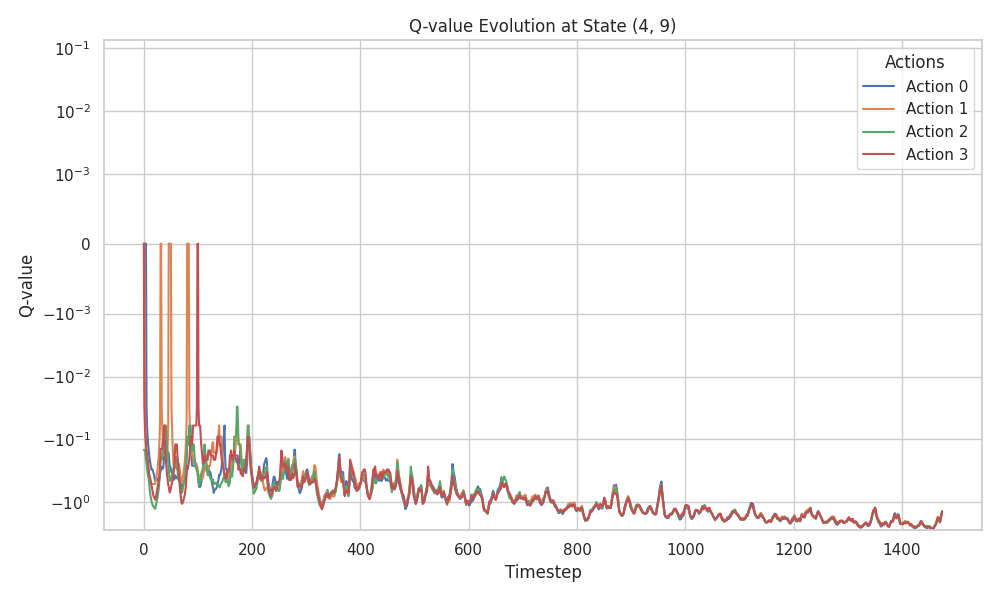 Q-value Evolution at State (4, 9)
Actions
Action 0
Action 1
Action 2
Action 3
Q-value
10⁻¹
10⁻²
10⁻³
0
−10⁻³
−10⁻²
−10⁻¹
−10⁰
0 200 400 600 800 1000 1200 1400
Timestep